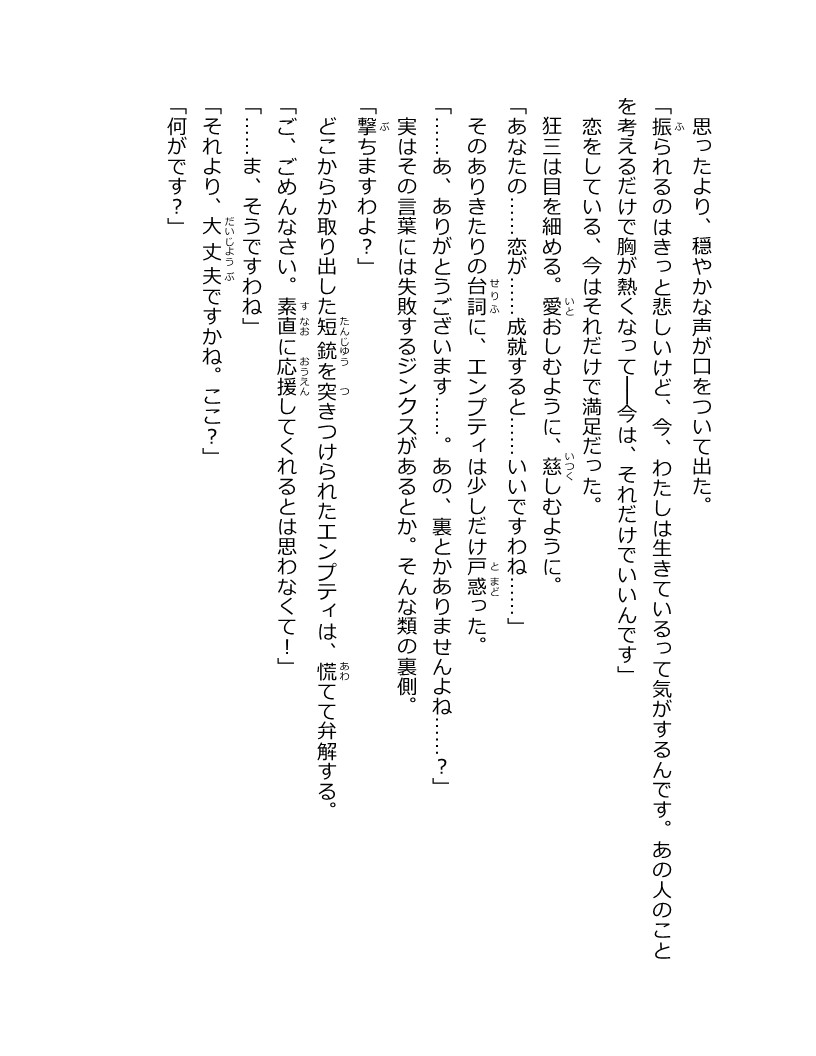 思ったより、穏やかな声が口をついて出た。
「振られるのはきっと悲しいけど、今、わたしは生きているって気がするんです。あの人のこと
を考えるだけで胸が熱くなって──今は、それだけでいいんです」
恋をしている、今はそれだけで満足だった。
狂三は目を細める。愛おしむように、慈しむように。
「あなたの……恋が……成就すると……いいですわね……」
そのありきたりの台詞に、エンプティは少しだけ戸惑った。
「……あ、ありがとうございます……。あの、裏とかありませんよね……？」
実はその言葉には失敗するジンクスがあるとか。そんな類の裏側。
「撃ちますわよ？」
どこからか取り出した短銃を突きつけられたエンプティは、慌てて弁解する。
「ご、ごめんなさい。素直に応援してくれるとは思わなくて！」
「……ま、そうですわね」
「それより、大丈夫ですかね。ここ？」
「何がです？」